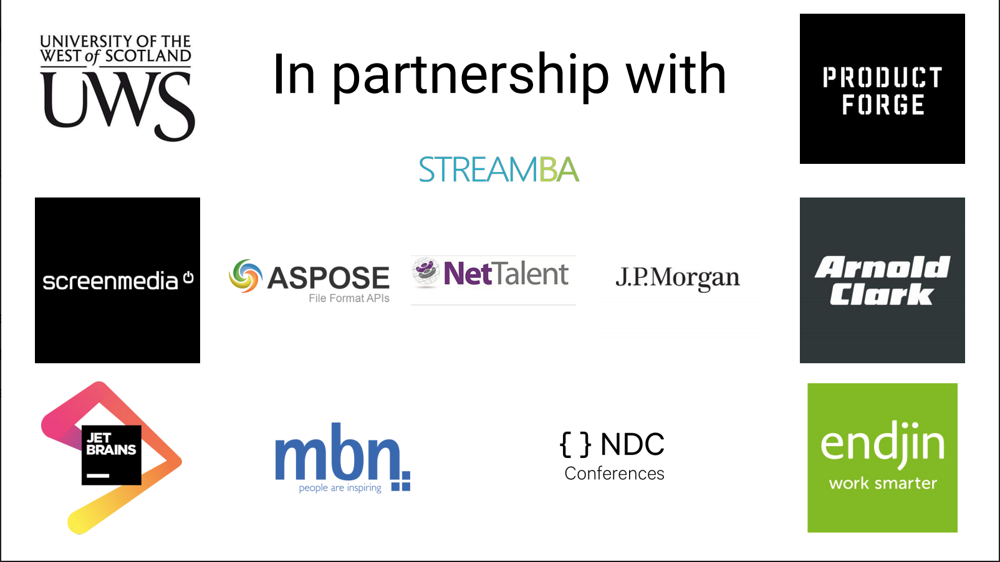 UNIVERSITY OF THE
WEST of SCOTLAND
UWS
In partnership with
PRODUCT
FORGE
STREAMBA
screenmedia
ASPOSE
File Format APIs
NetTalent
J.P.Morgan
Arnold
Clark
JET
BRAINS
mbn
people are inspiring
{ } NDC
Conferences
endjin
work smarter